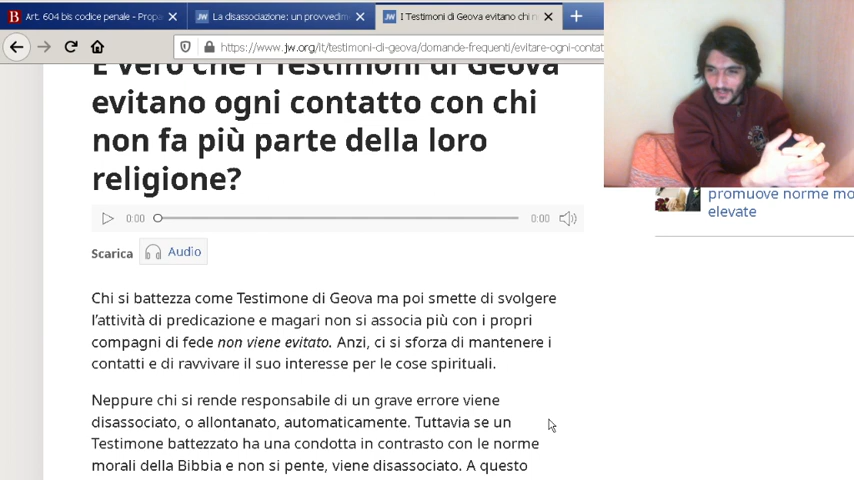 Art. 604 bis codice penale - Propa
La disassociazione: un provvedim
I Testimoni di Geova evitano chi n
https://www.jw.org/it/testimoni-di-geova/domande-frequenti/evitare-ogni-contat
È vero che i Testimoni di Geova
evitano ogni contatto con chi
non fa più parte della loro
religione?
0:00
0:00
Scarica
Audio
promuove norme mo
elevate
Chi si battezza come Testimone di Geova ma poi smette di svolgere
l'attività di predicazione e magari non si associa più con i propri
compagni di fede non viene evitato. Anzi, ci si sforza di mantenere i
contatti e di ravvivare il suo interesse per le cose spirituali.
Neppure chi si rende responsabile di un grave errore viene
disassociato, o allontanato, automaticamente. Tuttavia se un
Testimone battezzato ha una condotta in contrasto con le norme
morali della Bibbia e non si pente, viene disassociato. A questo